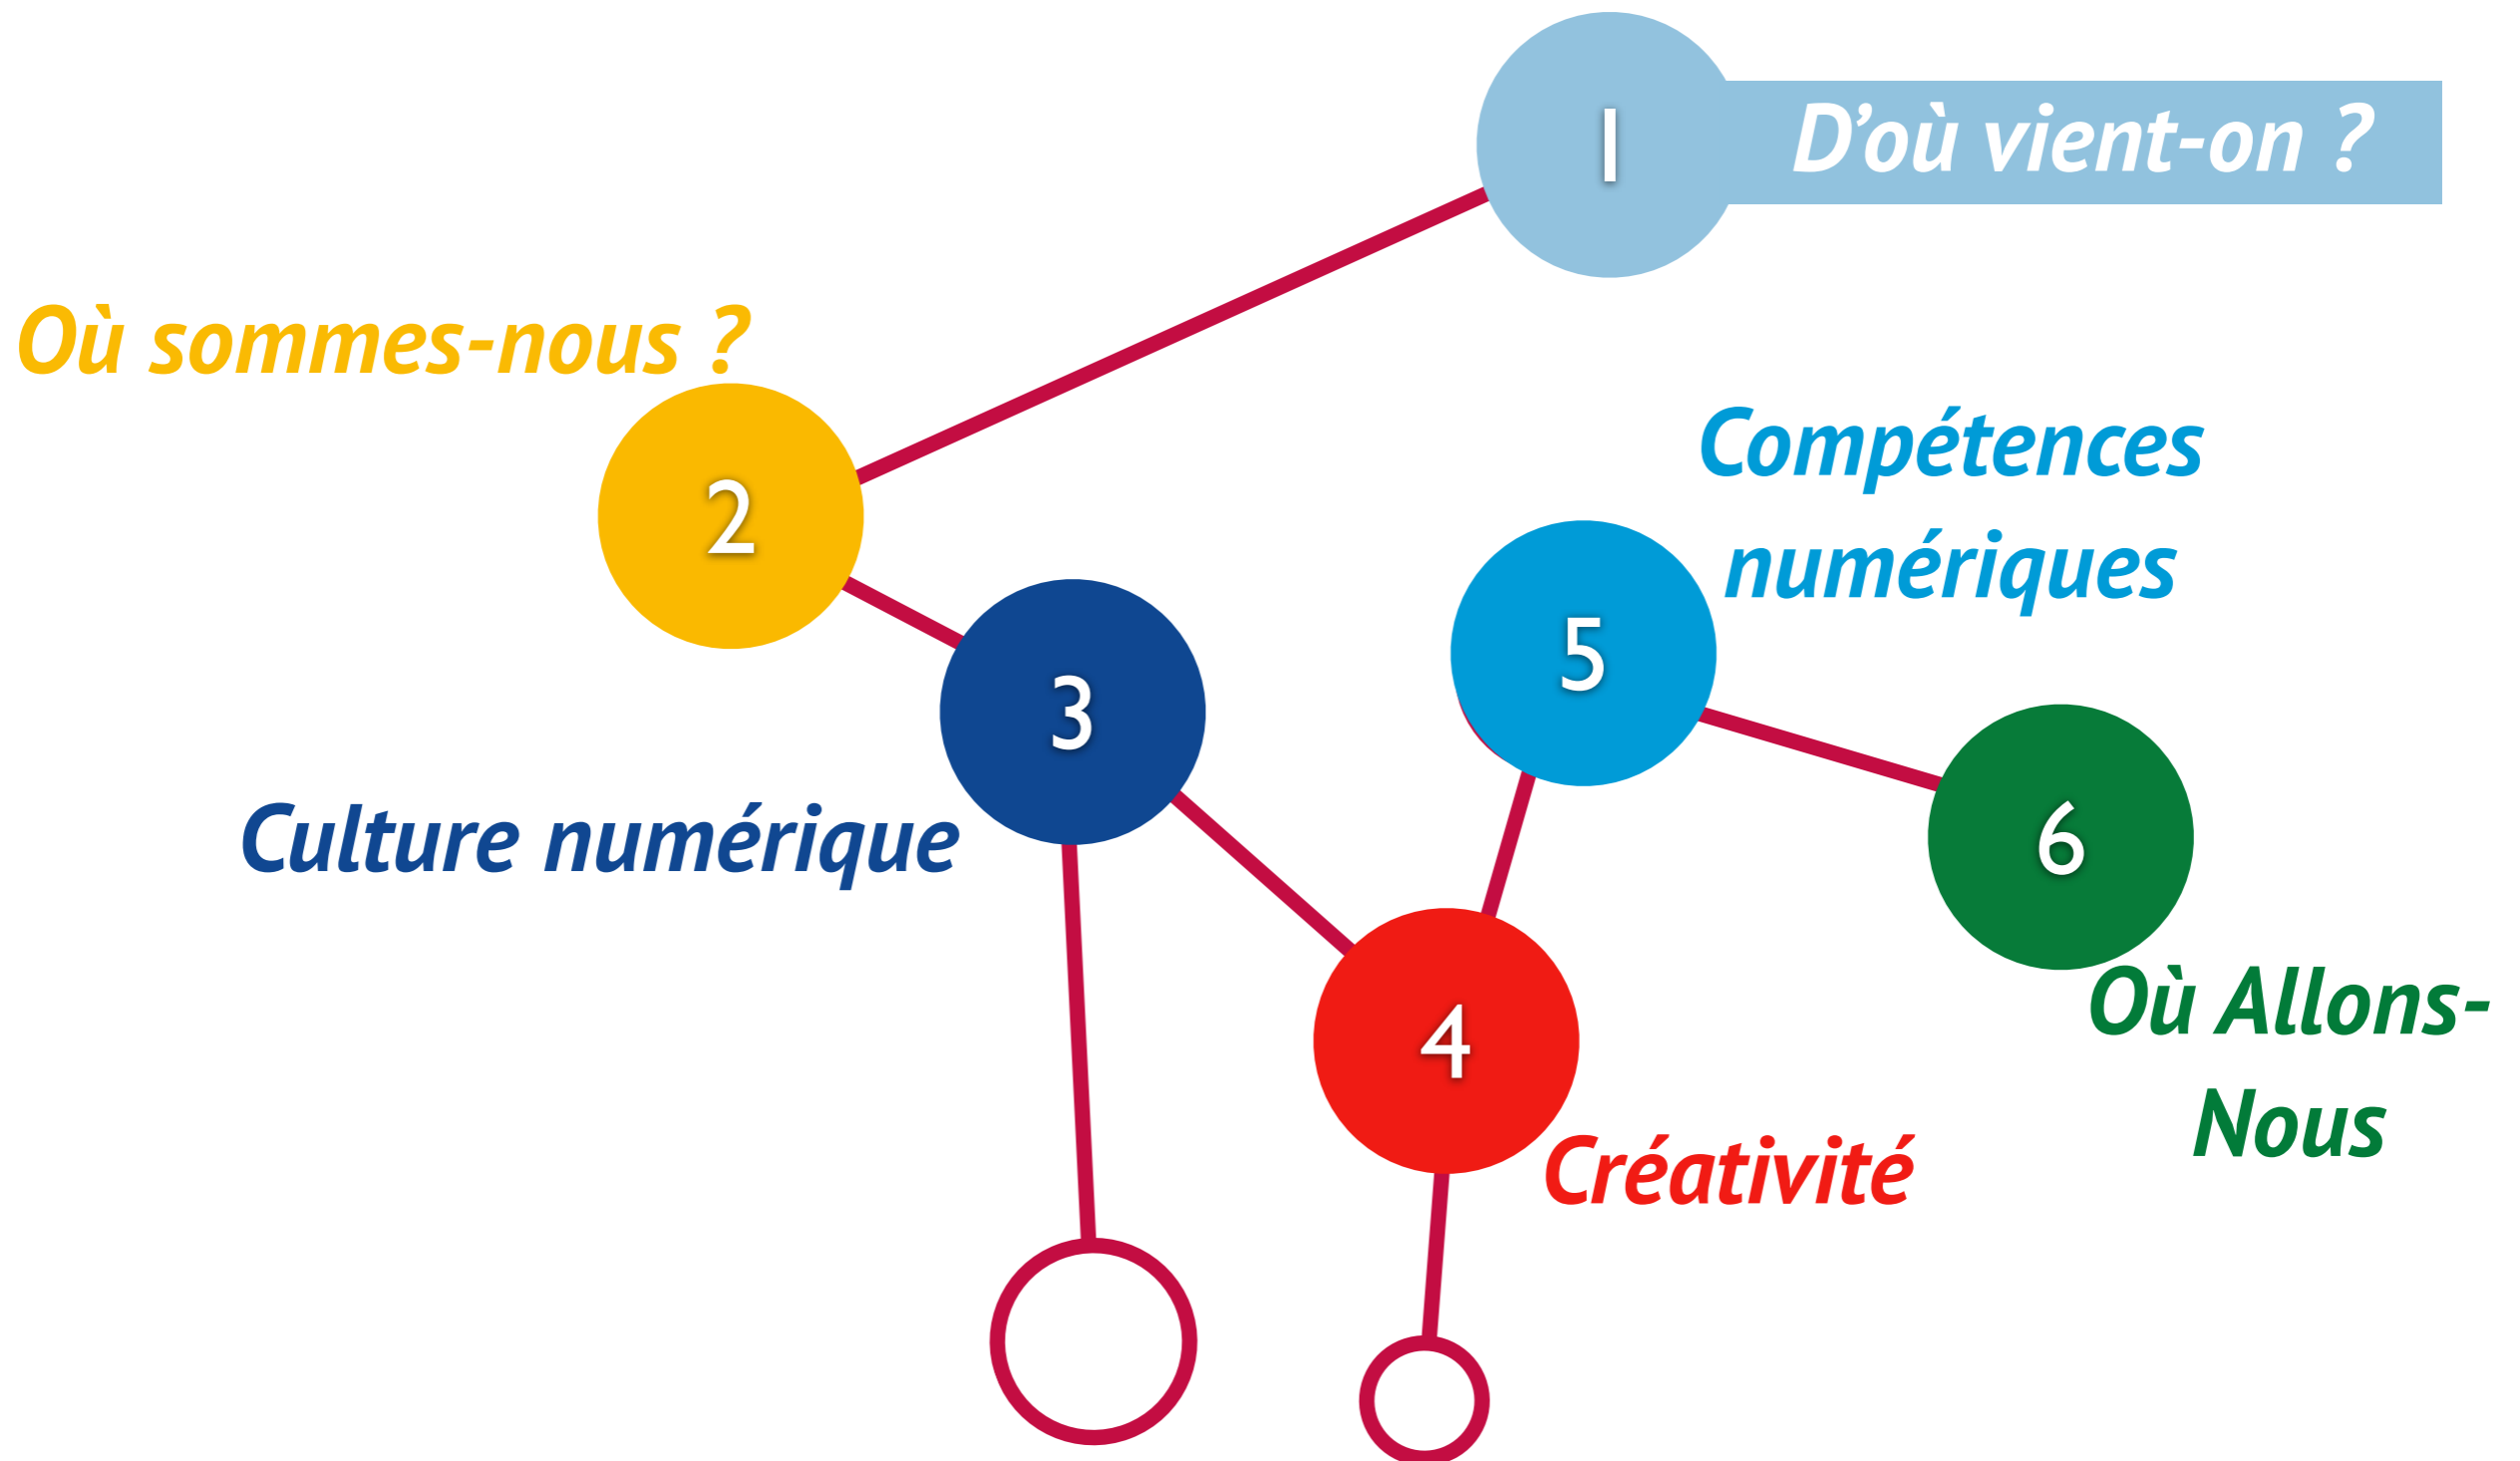 1
D’où vient-on ?
Où sommes-nous ?
2
3
Culture numérique
4
Créativité
Compétences
numériques
5
6
Où Allons-
Nous